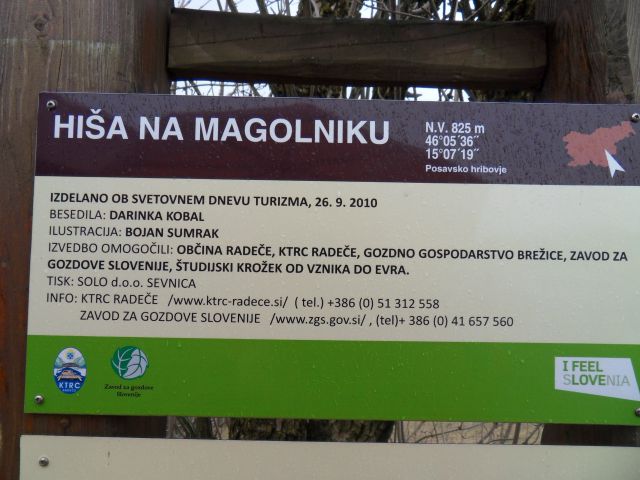 HIŠA NA MAGOLNIKU
N.V. 825 m
46°05´36˝
15°07´19˝
Posavsko hribovje
IZDELANO OB SVETOVNEM DNEVU TURIZMA, 26. 9. 2010
BESEDILA: DARINKA KOBAL
ILUSTRACIJA: BOJAN SUMRAK
IZVEDBO OMOGOČILI: OBČINA RADEČE, KTRC RADEČE, GOZDNO GOSPODARSTVO BREŽICE, ZAVOD ZA
GOZDOVE SLOVENIJE, ŠTUDIJSKI KROŽEK OD VZNIKA DO EVRA.
TISK: SOLO d.o.o. SEVNICA
INFO: KTRC RADEČE /www.ktrc-radece.si/ ( tel.) +386 (0) 51 312 558
ZAVOD ZA GOZDOVE SLOVENIJE /www.zgs.gov.si/ , (tel)+ 386 (0) 41 657 560
KTRC
RADEČE
Zavod za gozdove
Slovenije
I FEEL
SLOVENIA